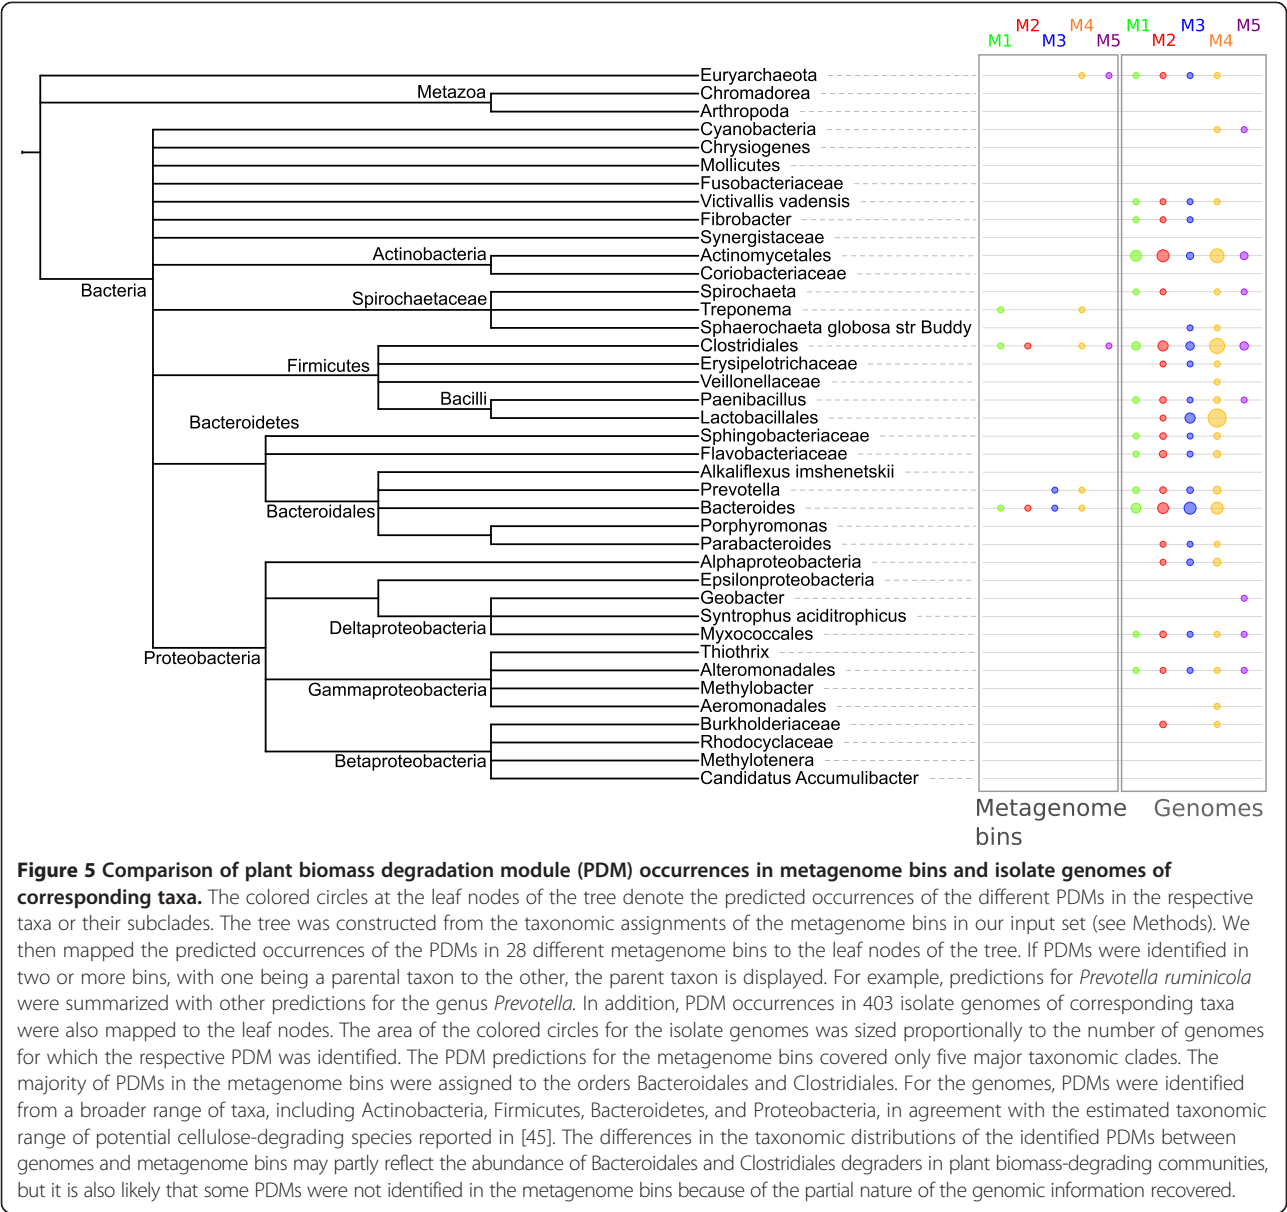 M2 M4 M1 M3 M5
M1 M3 M5 M2 M4
Euryarchaeota
Metazoa
Chromadorea
Arthropoda
Cyanobacteria
Chrysiogenes
Mollicutes
Fusobacteriaceae
Victivallis vadensis
Fibrobacter
Synergistaceae
Actinobacteria
Actinomycetales
Coriobacteriaceae
Bacteria
Spirochaeta
Spirochaetaceae
Treponema
Sphaerochaeta globosa str Buddy
Clostridiales
Firmicutes
Erysipelotrichaceae
Veillonellaceae
Bacilli
Paenibacillus
Lactobacillales
Bacteroidetes
Sphingobacteriaceae
Flavobacteriaceae
Alkaliflexus imshenetskii
Prevotella
Bacteroides
Bacteroidales
Porphyromonas
Parabacteroides
Alphaproteobacteria
Epsilonproteobacteria
Geobacter
Syntrophus aciditrophicus
Deltaproteobacteria
Myxococcales
Thiothrix
Proteobacteria
Alteromonadales
Gammaproteobacteria
Methylobacter
Aeromonadales
Burkholderiaceae
Rhodocyclaceae
Betaproteobacteria
Methylotenera
Candidatus Accumulibacter
Metagenome Genomes
bins
Figure 5 Comparison of plant biomass degradation module (PDM) occurrences in metagenome bins and isolate genomes of
corresponding taxa. The colored circles at the leaf nodes of the tree denote the predicted occurrences of the different PDMs in the respective
taxa or their subclades. The tree was constructed from the taxonomic assignments of the metagenome bins in our input set (see Methods). We
then mapped the predicted occurrences of the PDMs in 28 different metagenome bins to the leaf nodes of the tree. If PDMs were identified in
two or more bins, with one being a parental taxon to the other, the parent taxon is displayed. For example, predictions for Prevotella ruminicola
were summarized with other predictions for the genus Prevotella. In addition, PDM occurrences in 403 isolate genomes of corresponding taxa
were also mapped to the leaf nodes. The area of the colored circles for the isolate genomes was sized proportionally to the number of genomes
for which the respective PDM was identified. The PDM predictions for the metagenome bins covered only five major taxonomic clades. The
majority of PDMs in the metagenome bins were assigned to the orders Bacteroidales and Clostridiales. For the genomes, PDMs were identified
from a broader range of taxa, including Actinobacteria, Firmicutes, Bacteroidetes, and Proteobacteria, in agreement with the estimated taxonomic
range of potential cellulose-degrading species reported in [45]. The differences in the taxonomic distributions of the identified PDMs between
genomes and metagenome bins may partly reflect the abundance of Bacteroidales and Clostridiales degraders in plant biomass-degrading communities,
but it is also likely that some PDMs were not identified in the metagenome bins because of the partial nature of the genomic information recovered.